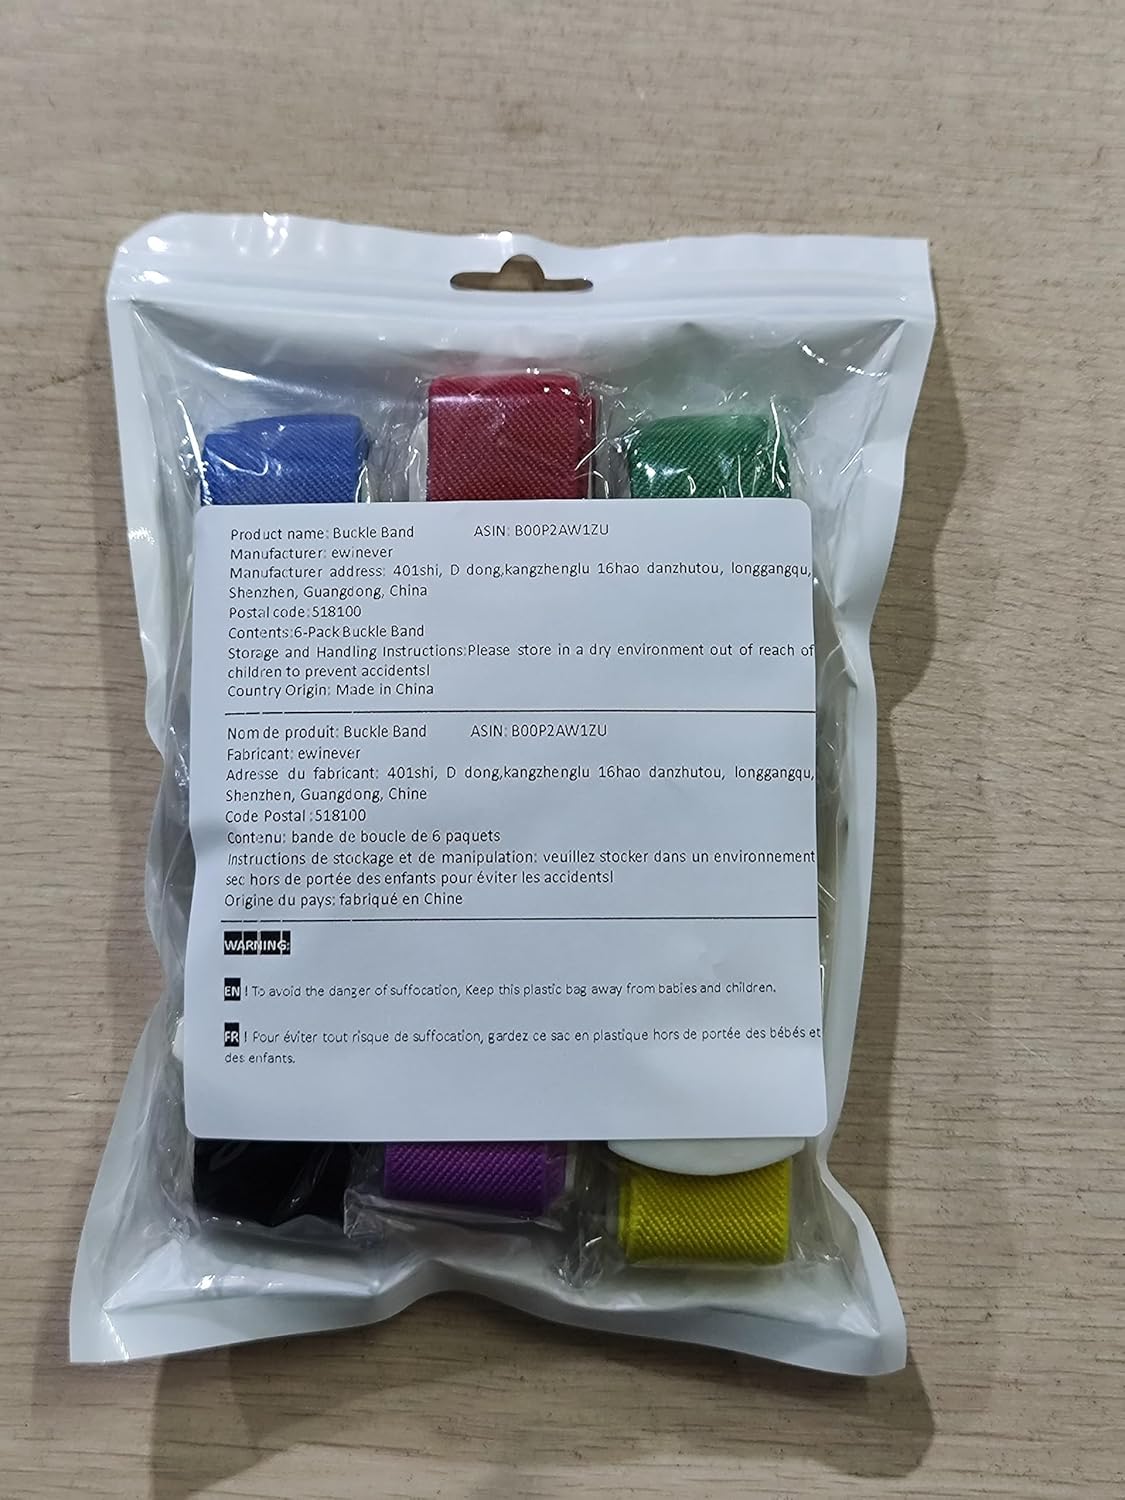 Product name: Buckle Band ASIN: B00P2AW1ZU
Manufacturer: ewinever
Manufacturer address: 401shi, D dong,kangzhenglu 16hao danzhutou, longgangqu,
Shenzhen, Guangdong, China
Postal code:518100
Contents:6-Pack Buckle Band
Storage and Handling Instructions:Please store in a dry environment out of reach of
children to prevent accidents!
Country Origin: Made in China
Nom de produit: Buckle Band ASIN: B00P2AW1ZU
Fabricant: ewinever
Adresse du fabricant: 401shi, D dong,kangzhenglu 16hao danzhutou, longgangqu,
Shenzhen, Guangdong, Chine
Code Postal :518100
Contenu: bande de boucle de 6 paquets
Instructions de stockage et de manipulation: veuillez stocker dans un environnement
sec hors de portée des enfants pour éviter les accidents!
Origine du pays: fabriqué en Chine
WARNING:
EN ! To avoid the danger of suffocation, Keep this plastic bag away from babies and children.
FR ! Pour éviter tout risque de suffocation, gardez ce sac en plastique hors de portée des bébés et
des enfants.